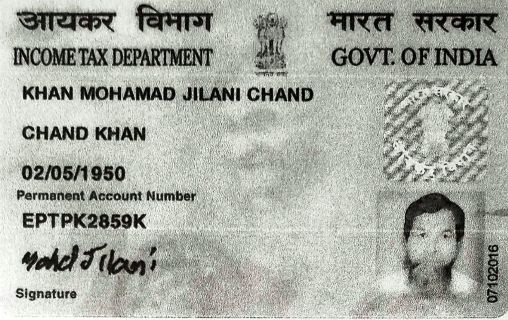 आयकर विभाग
भारत सरकार
INCOME TAX DEPARTMENT
GOVT. OF INDIA
KHAN MOHAMAD JILANI CHAND
CHAND KHAN
02/05/1950
Permanent Account Number
EPTPK2859K
Mohd Jilani
Signature
07102016